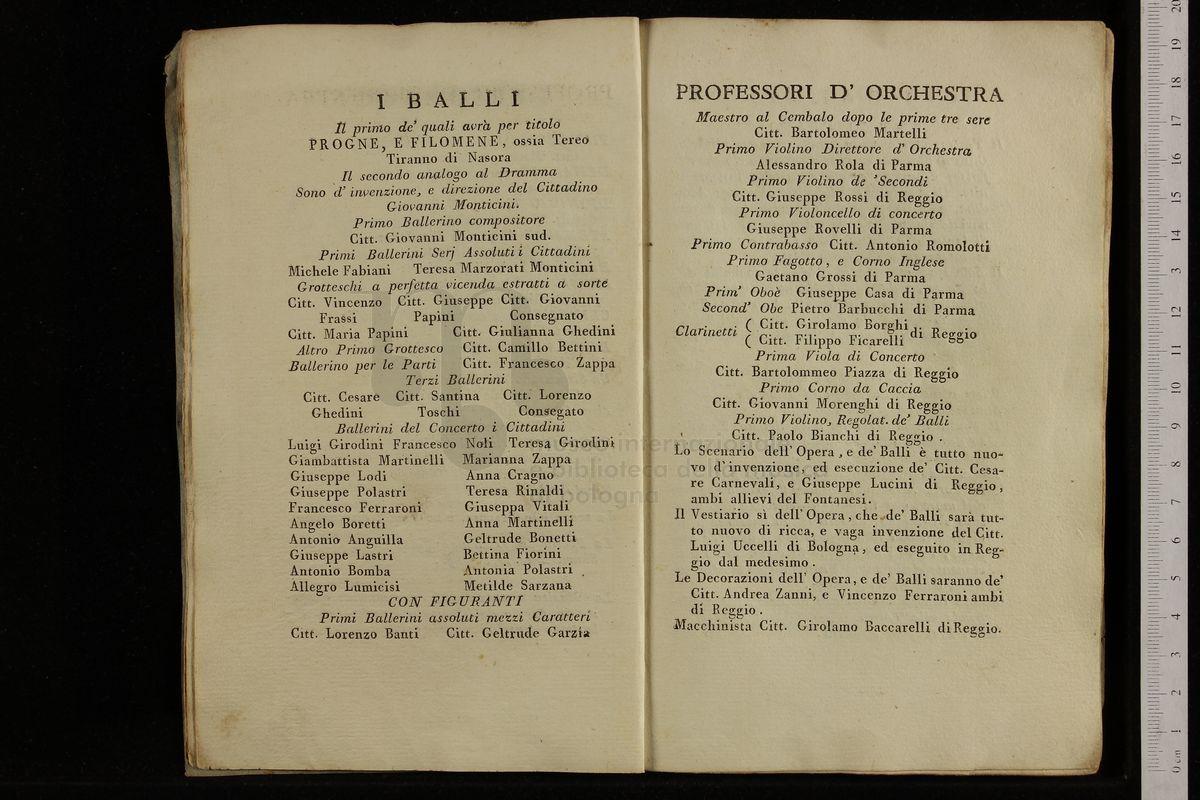 I BALLI
Il primo de' quali avrà per titolo
PROGNE, E FILOMENE, ossia Tereo
Tiranno di Nasora
Il secondo analogo al Dramma
Sono d' invenzione, e direzione del Cittadino
Giovanni Monticini.
Primo Ballerino compositore
Citt. Giovanni Monticini sud.
Primi Ballerini Serj Assoluti i Cittadini
Michele Fabiani Teresa Marzorati Monticini
Grotteschi a perfetta vicenda estratti a sorte
Citt. Vincenzo Citt. Giuseppe Citt. Giovanni
Frassi Papini Consegnato
Citt. Maria Papini Citt. Giulianna Ghedini
Altro Primo Grottesco Citt. Camillo Bettini
Ballerino per le Parti Citt. Francesco Zappa
Terzi Ballerini
Citt. Cesare Citt. Santina Citt. Lorenzo
Ghedini Toschi Consegato
Ballerini del Concerto i Cittadini
Luigi Girodini Francesco Noli Teresa Girodini
Giambattista Martinelli Marianna Zappa
Giuseppe Lodi Anna Cragno
Giuseppe Polastri Teresa Rinaldi
Francesco Ferraroni Giuseppa Vitali
Angelo Boretti Anna Martinelli
Antonio Anguilla Geltrude Bonetti
Giuseppe Lastri Bettina Fiorini
Antonio Bomba Antonia Polastri
Allegro Lumicisi Metilde Sarzana
CON FIGURANTI
Primi Ballerini assoluti mezzi Caratteri
Citt. Lorenzo Banti Citt. Geltrude Garzia
PROFESSORI D' ORCHESTRA
Maestro al Cembalo dopo le prime tre sere
Citt. Bartolomeo Martelli
Primo Violino Direttore d' Orchestra
Alessandro Rola di Parma
Primo Violino de 'Secondi
Citt. Giuseppe Rossi di Reggio
Primo Violoncello di concerto
Giuseppe Rovelli di Parma
Primo Contrabasso Citt. Antonio Romolotti
Primo Fagotto, e Corno Inglese
Gaetano Grossi di Parma
Prim' Oboè Giuseppe Casa di Parma
Second' Obe Pietro Barbucchi di Parma
Clarinetti ( Citt. Girolamo Borghi di Reggio
( Citt. Filippo Ficarelli
Prima Viola di Concerto
Citt. Bartolommeo Piazza di Reggio
Primo Corno da Caccia
Citt. Giovanni Morenghi di Reggio
Primo Violino, Regolat. de' Balli
Citt. Paolo Bianchi di Reggio .
Lo Scenario dell' Opera , e de' Balli è tutto nuo-
vo d' invenzione, ed esecuzione de' Citt. Cesa-
re Carnevali, e Giuseppe Lucini di Reggio,
ambi allievi del Fontanesi.
Il Vestiario sì dell' Opera, che de' Balli sarà tut-
to nuovo di ricca, e vaga invenzione del Citt.
Luigi Uccelli di Bologna, ed eseguito in Reg-
gio dal medesimo .
Le Decorazioni dell' Opera, e de' Balli saranno de'
Citt. Andrea Zanni, e Vincenzo Ferraroni ambi
di Reggio .
Macchinista Citt. Girolamo Baccarelli di Reggio.